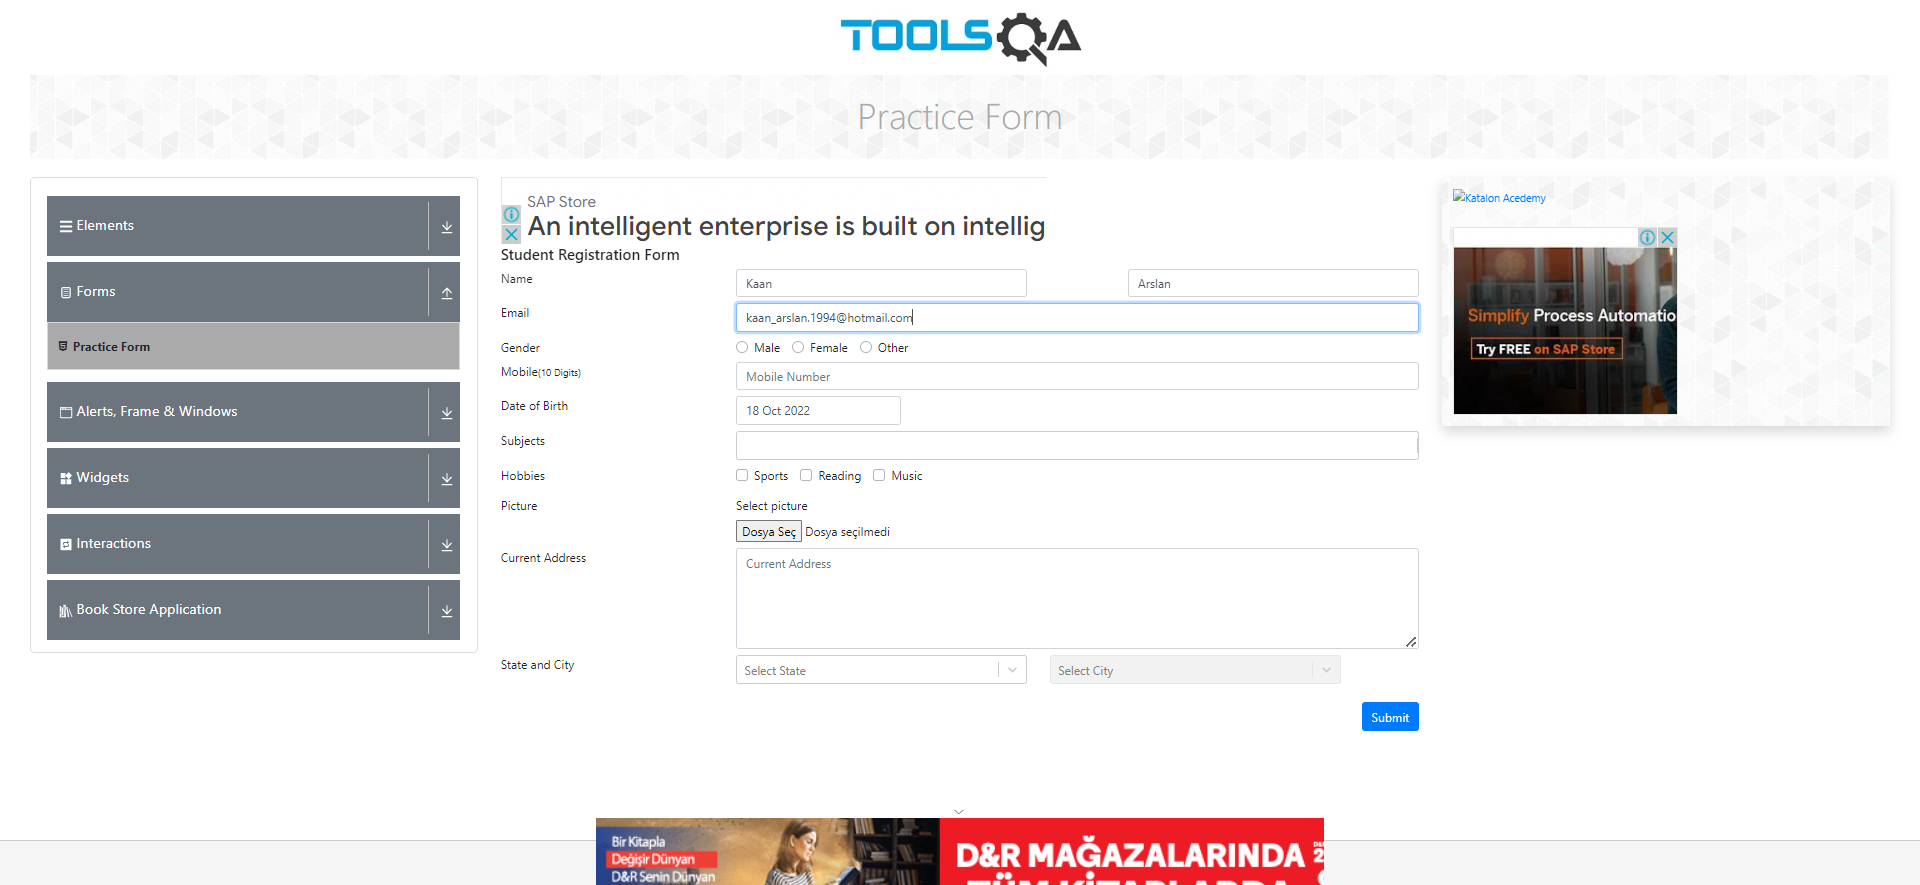 TOOLSQA
Practice Form
Elements
Forms
Practice Form
Alerts, Frame & Windows
Widgets
Interactions
Book Store Application
SAP Store
An intelligent enterprise is built on intellig
Student Registration Form
Name
Kaan
Arslan
Email
kaan_arslan.1994@hotmail.com
Gender
Male Female Other
Mobile(10 Digits)
Mobile Number
Date of Birth
18 Oct 2022
Subjects
Hobbies
Sports Reading Music
Picture
Select picture
Dosya Seç Dosya seçilmedi
Current Address
Current Address
State and City
Select State
Select City
Submit
Katalon Acedemy
Simplify Process Automatio
Try FREE on SAP Store
Bir Kitapla
Değişir Dünyan
D&R Senin Dünyan
D&R MAĞAZALARINDA
TÜM KİTAPLARDA